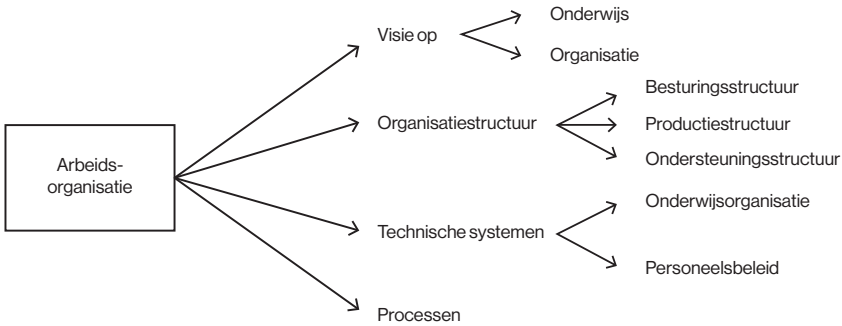 Arbeids-
organisatie
Visie op
Onderwijs
Organisatie
Organisatiestructuur
Besturingsstructuur
Productiestructuur
Ondersteuningsstructuur
Technische systemen
Onderwijsorganisatie
Personeelsbeleid
Processen